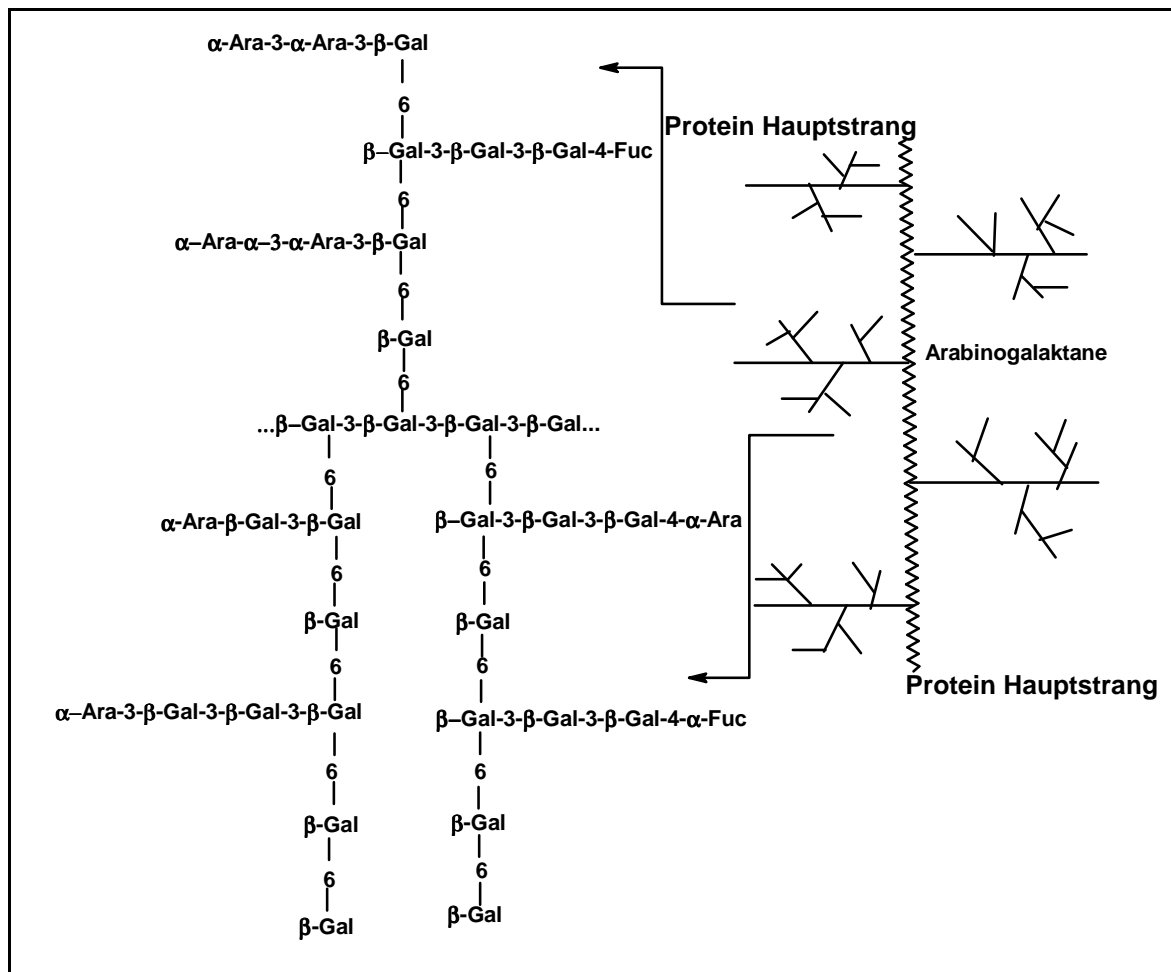 α-Ara-3-α-Ara-3-β-Gal
6
Protein Hauptstrang
β–Gal-3-β-Gal-3-β-Gal-4-Fuc
6
α–Ara-α–3-α-Ara-3-β-Gal
6
β-Gal
Arabinogalaktane
6
...β–Gal-3-β-Gal-3-β-Gal-3-β-Gal...
6
6
α-Ara-β-Gal-3-β-Gal
β–Gal-3-β-Gal-3-β-Gal-4-α-Ara
6
6
β-Gal
β-Gal
6
6
Protein Hauptstrang
α–Ara-3-β-Gal-3-β-Gal-3-β-Gal
β–Gal-3-β-Gal-3-β-Gal-4-α-Fuc
6
6
β-Gal
β-Gal
6
6
β-Gal
β-Gal